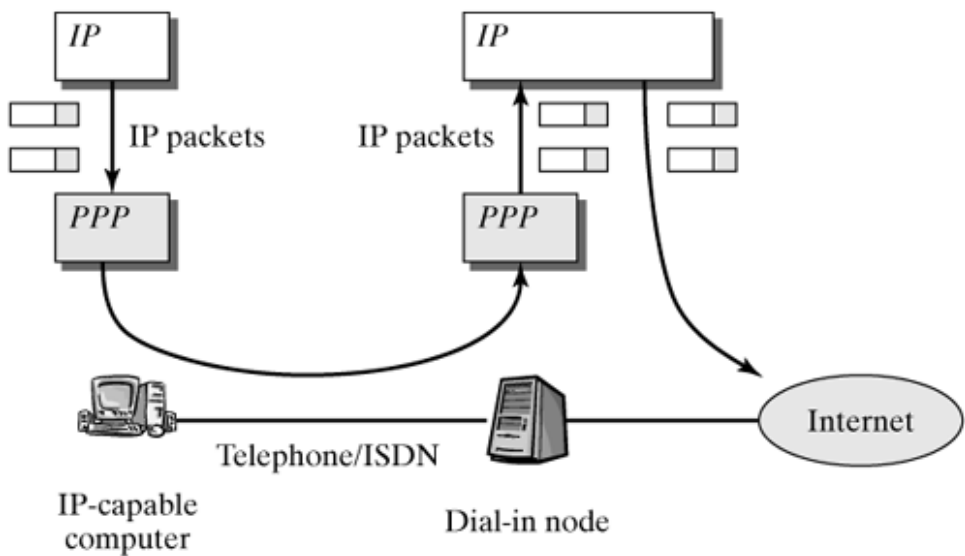 IP
IP
IP packets
IP packets
PPP
PPP
Telephone/ISDN
Internet
IP-capable
computer
Dial-in node